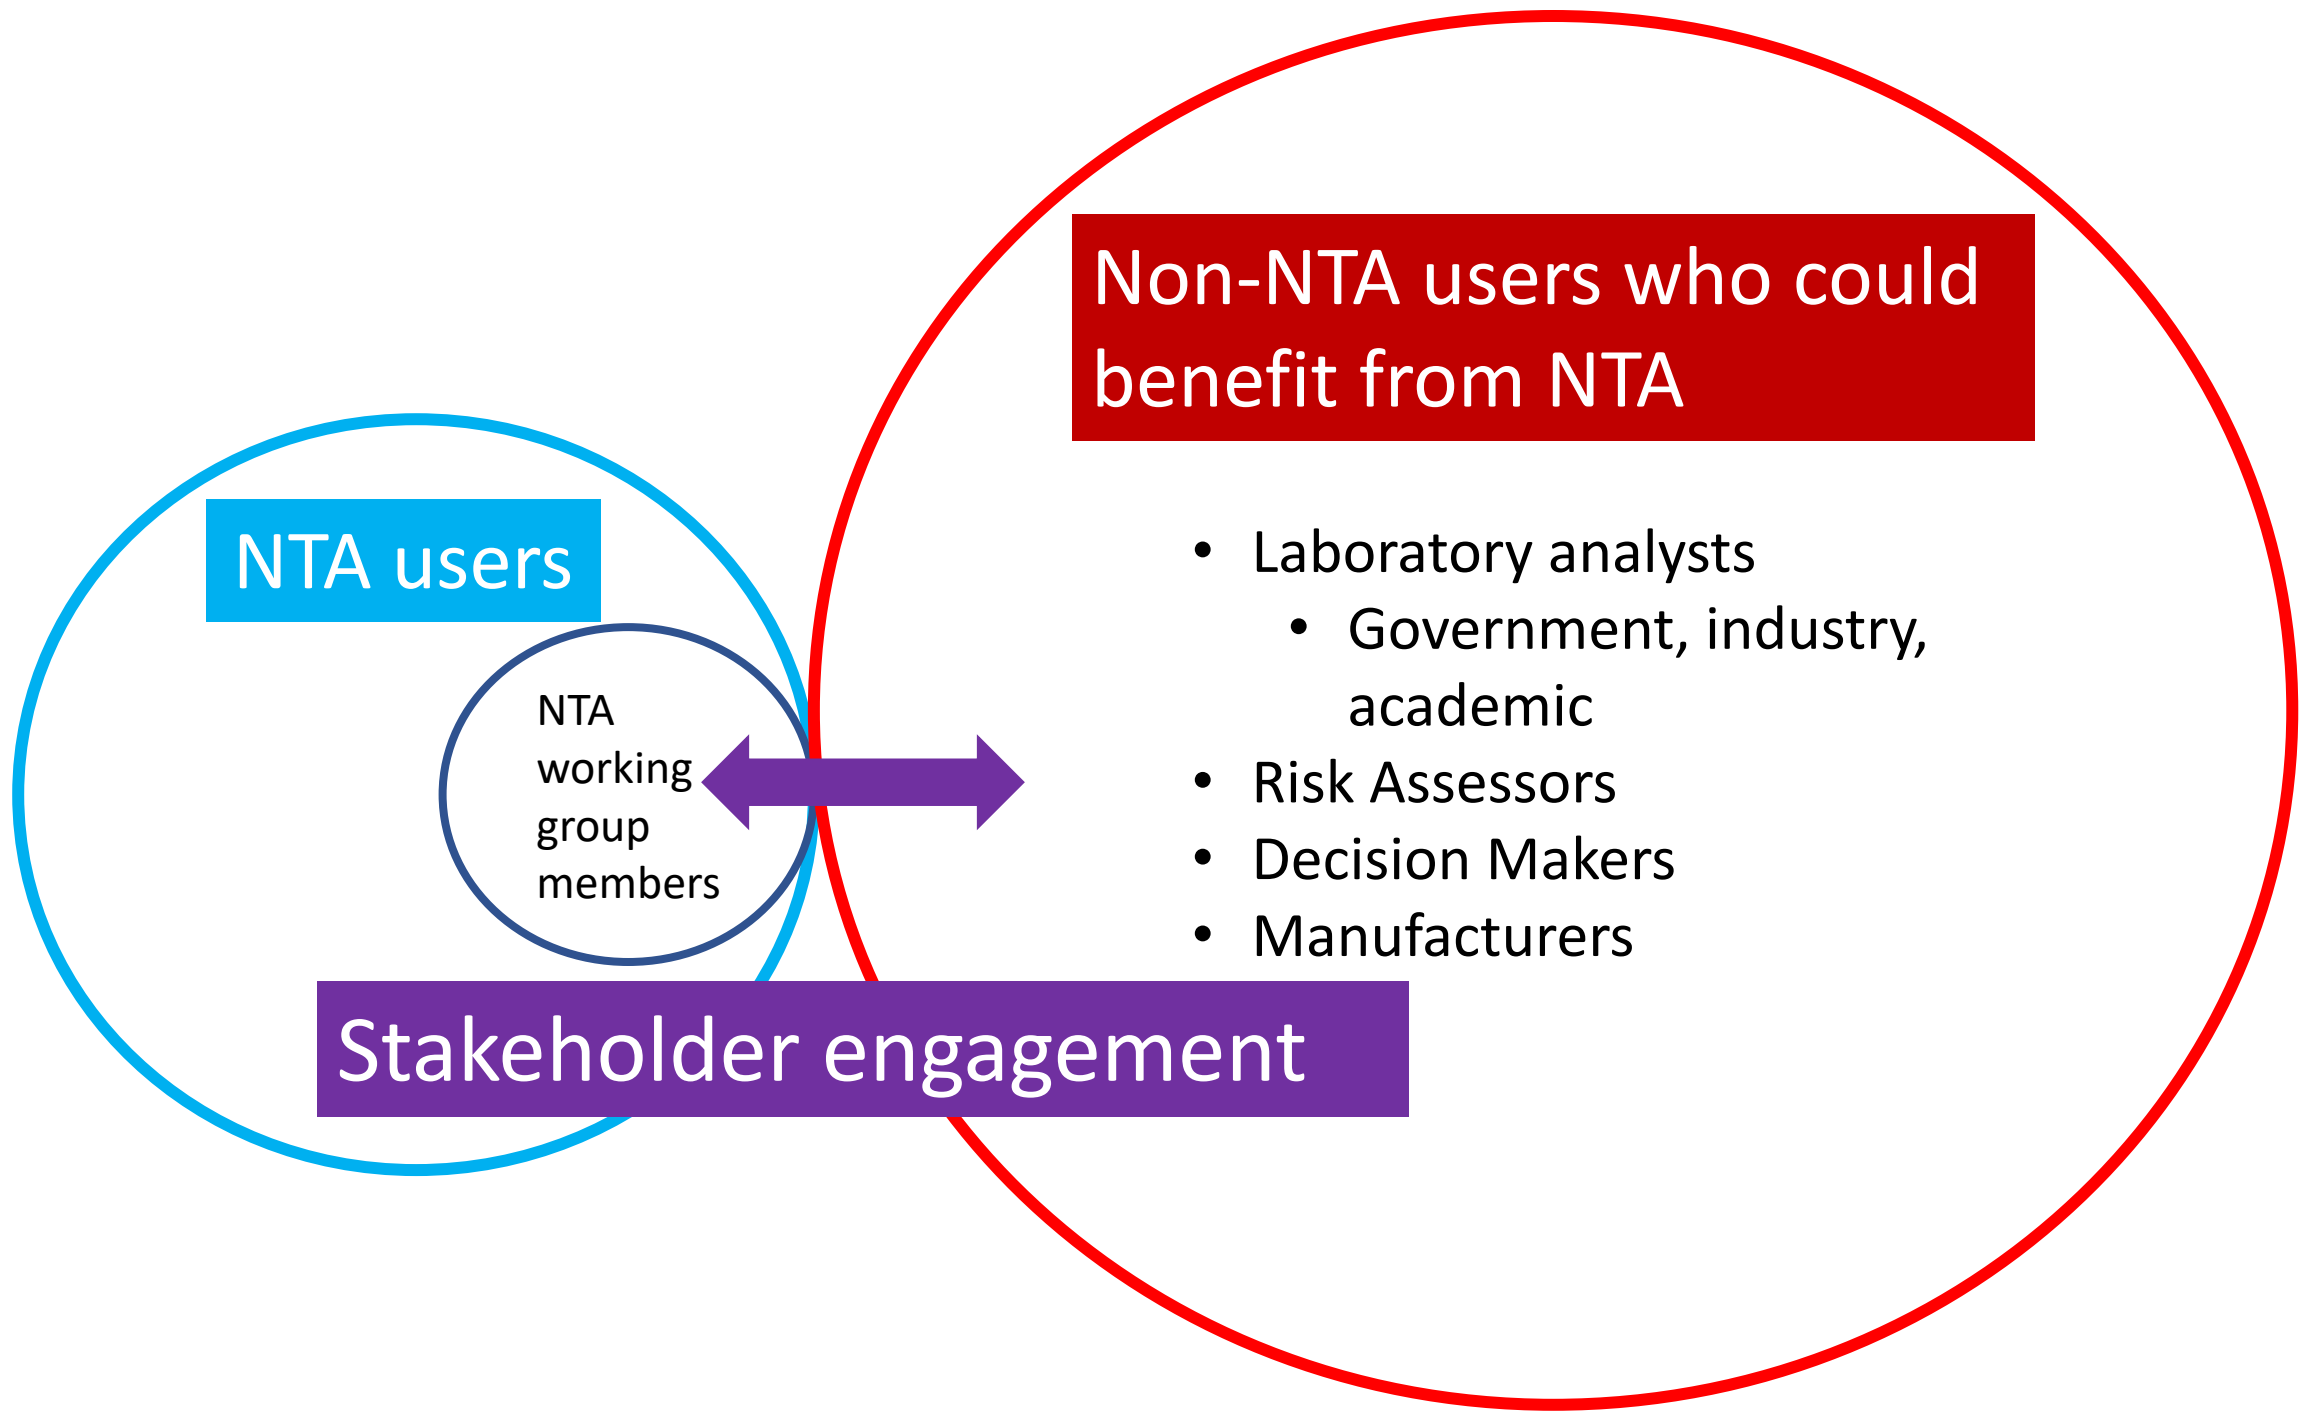 Non-NTA users who could
benefit from NTA
NTA users
NTA
working
group
members
• Laboratory analysts
• Government, industry,
academic
• Risk Assessors
• Decision Makers
• Manufacturers
Stakeholder engagement